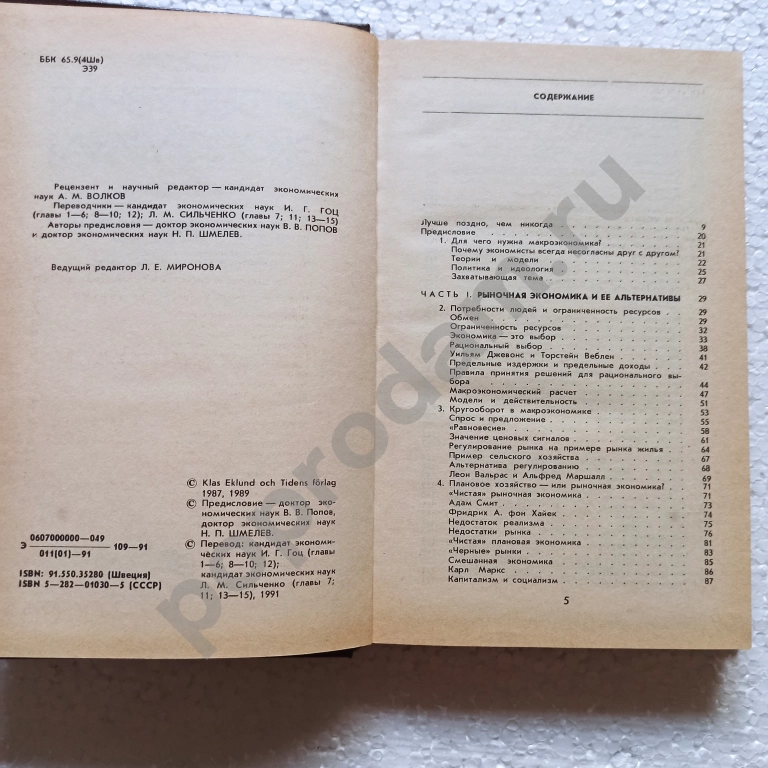 ББК 65.9(4Шв)
Э39
Рецензент и научный редактор — кандидат экономических
наук А. М. ВОЛКОВ
Переводчики — кандидат экономических наук И. Г. ГОЦ
(главы 1—6; 8—10; 12); Л. М. СИЛЬЧЕНКО (главы 7; 11; 13—15)
Авторы предисловия — доктор экономических наук В. В. ПОПОВ
и доктор экономических наук Н. П. ШМЕЛЕВ.
Ведущий редактор Л. Е. МИРОНОВА
© Klas Eklund och Tidens förlag
1987, 1989
© Предисловие — доктор эко-
номических наук В. В. Попов,
доктор экономических наук
Н. П. ШМЕЛЕВ.
© Перевод: кандидат экономи-
ческих наук И. Г. Гоц (главы
1—6; 8—10; 12);
кандидат экономических наук
Л. М. Сильченко (главы 7;
11; 13—15), 1991
0607000000—049
Э ——— 109—91
011(01)—91
ISBN: 91.550.35280 (Швеция)
ISBN 5—282—01030—5 (СССР)
СОДЕРЖАНИЕ
Лучше поздно, чем никогда 9
Предисловие 20
1. Для чего нужна макроэкономика? 21
Почему экономисты всегда несогласны друг с другом? 21
Теории и модели 22
Политика и идеология 25
Захватывающая тема 27
ЧАСТЬ I. РЫНОЧНАЯ ЭКОНОМИКА И ЕЕ АЛЬТЕРНАТИВЫ 29
2. Потребности людей и ограниченность ресурсов 29
Обмен 29
Ограниченность ресурсов 32
Экономика — это выбор 33
Рациональный выбор 38
Уильям Джевонс и Торстейн Веблен 41
Предельные издержки и предельные доходы 42
Правила принятия решений для рационального вы-
бора 44
Макроэкономический расчет 47
Модели и действительность 51
3. Кругооборот в макроэкономике 53
Спрос и предложение 55
«Равновесие» 58
Значение ценовых сигналов 61
Регулирование рынка на примере рынка жилья 64
Пример сельского хозяйства 67
Альтернатива регулированию 68
Леон Вальрас и Альфред Маршалл 69
4. Плановое хозяйство — или рыночная экономика? 71
«Чистая» рыночная экономика 71
Адам Смит 73
Фридрих А. фон Хайек 74
Недостаток реализма 75
Недостатки рынка 76
«Чистая» плановая экономика 81
«Черные» рынки 83
Смешанная экономика 85
Карл Маркс 86
Капитализм и социализм 87
5
prodam.ru